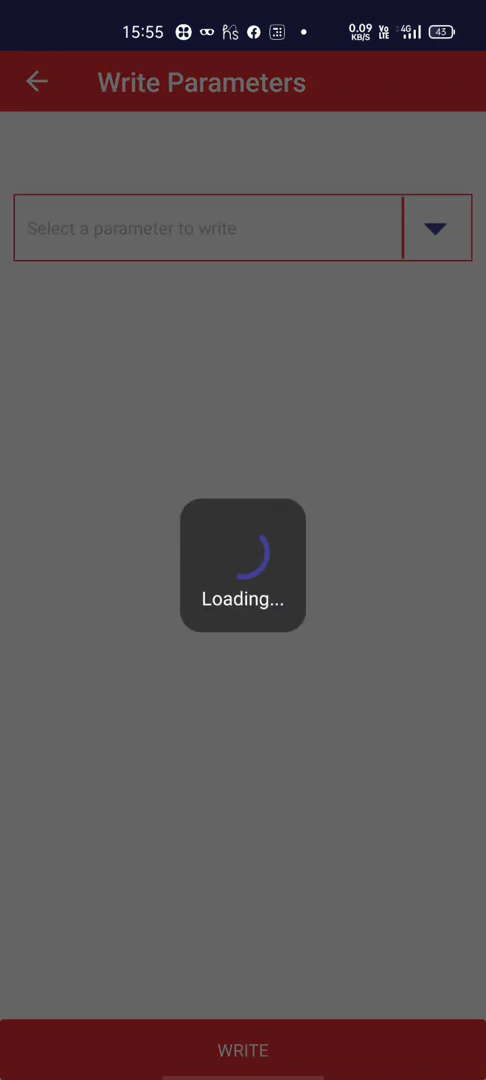 15:55 0.09 KB/S Vo LTE 4G 43
Write Parameters
Select a parameter to write
Loading...
WRITE